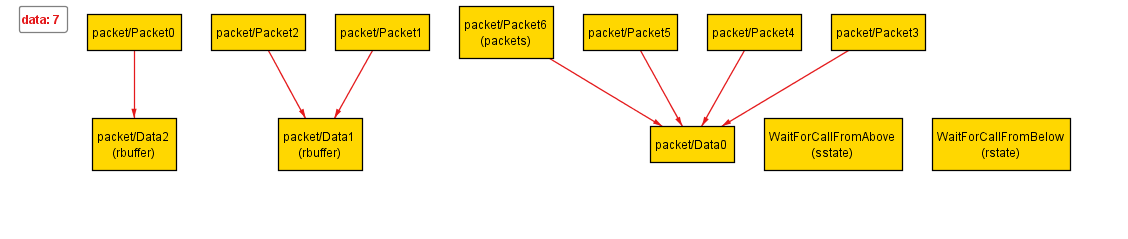 data: 7
packet/Packet0
packet/Packet2
packet/Packet1
packet/Packet6
(packets)
packet/Packet5
packet/Packet4
packet/Packet3
packet/Data2
(rbuffer)
packet/Data1
(rbuffer)
packet/Data0
WaitForCallFromAbove
(sstate)
WaitForCallFromBelow
(rstate)